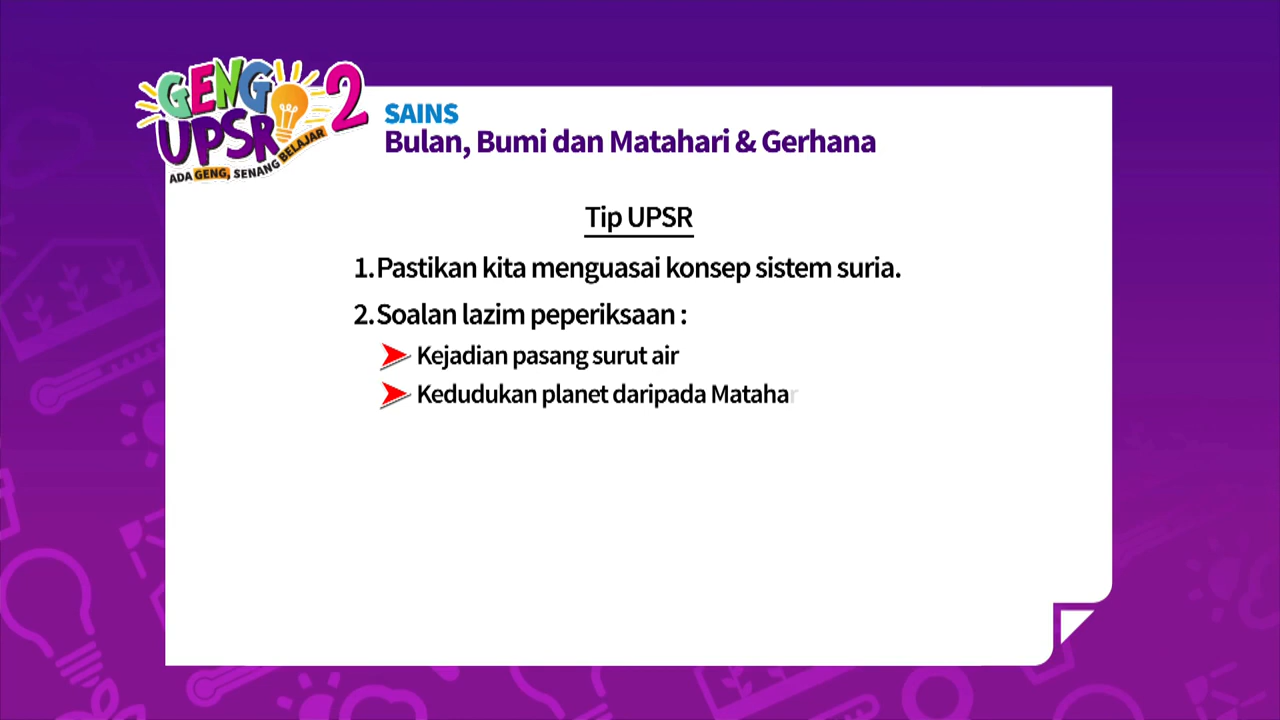 GENG
UPSR 2
ADA GENG, SENANG BELAJAR
SAINS
Bulan, Bumi dan Matahari & Gerhana
Tip UPSR
1. Pastikan kita menguasai konsep sistem suria.
2. Soalan lazim peperiksaan :
Kejadian pasang surut air
Kedudukan planet daripada Matahar